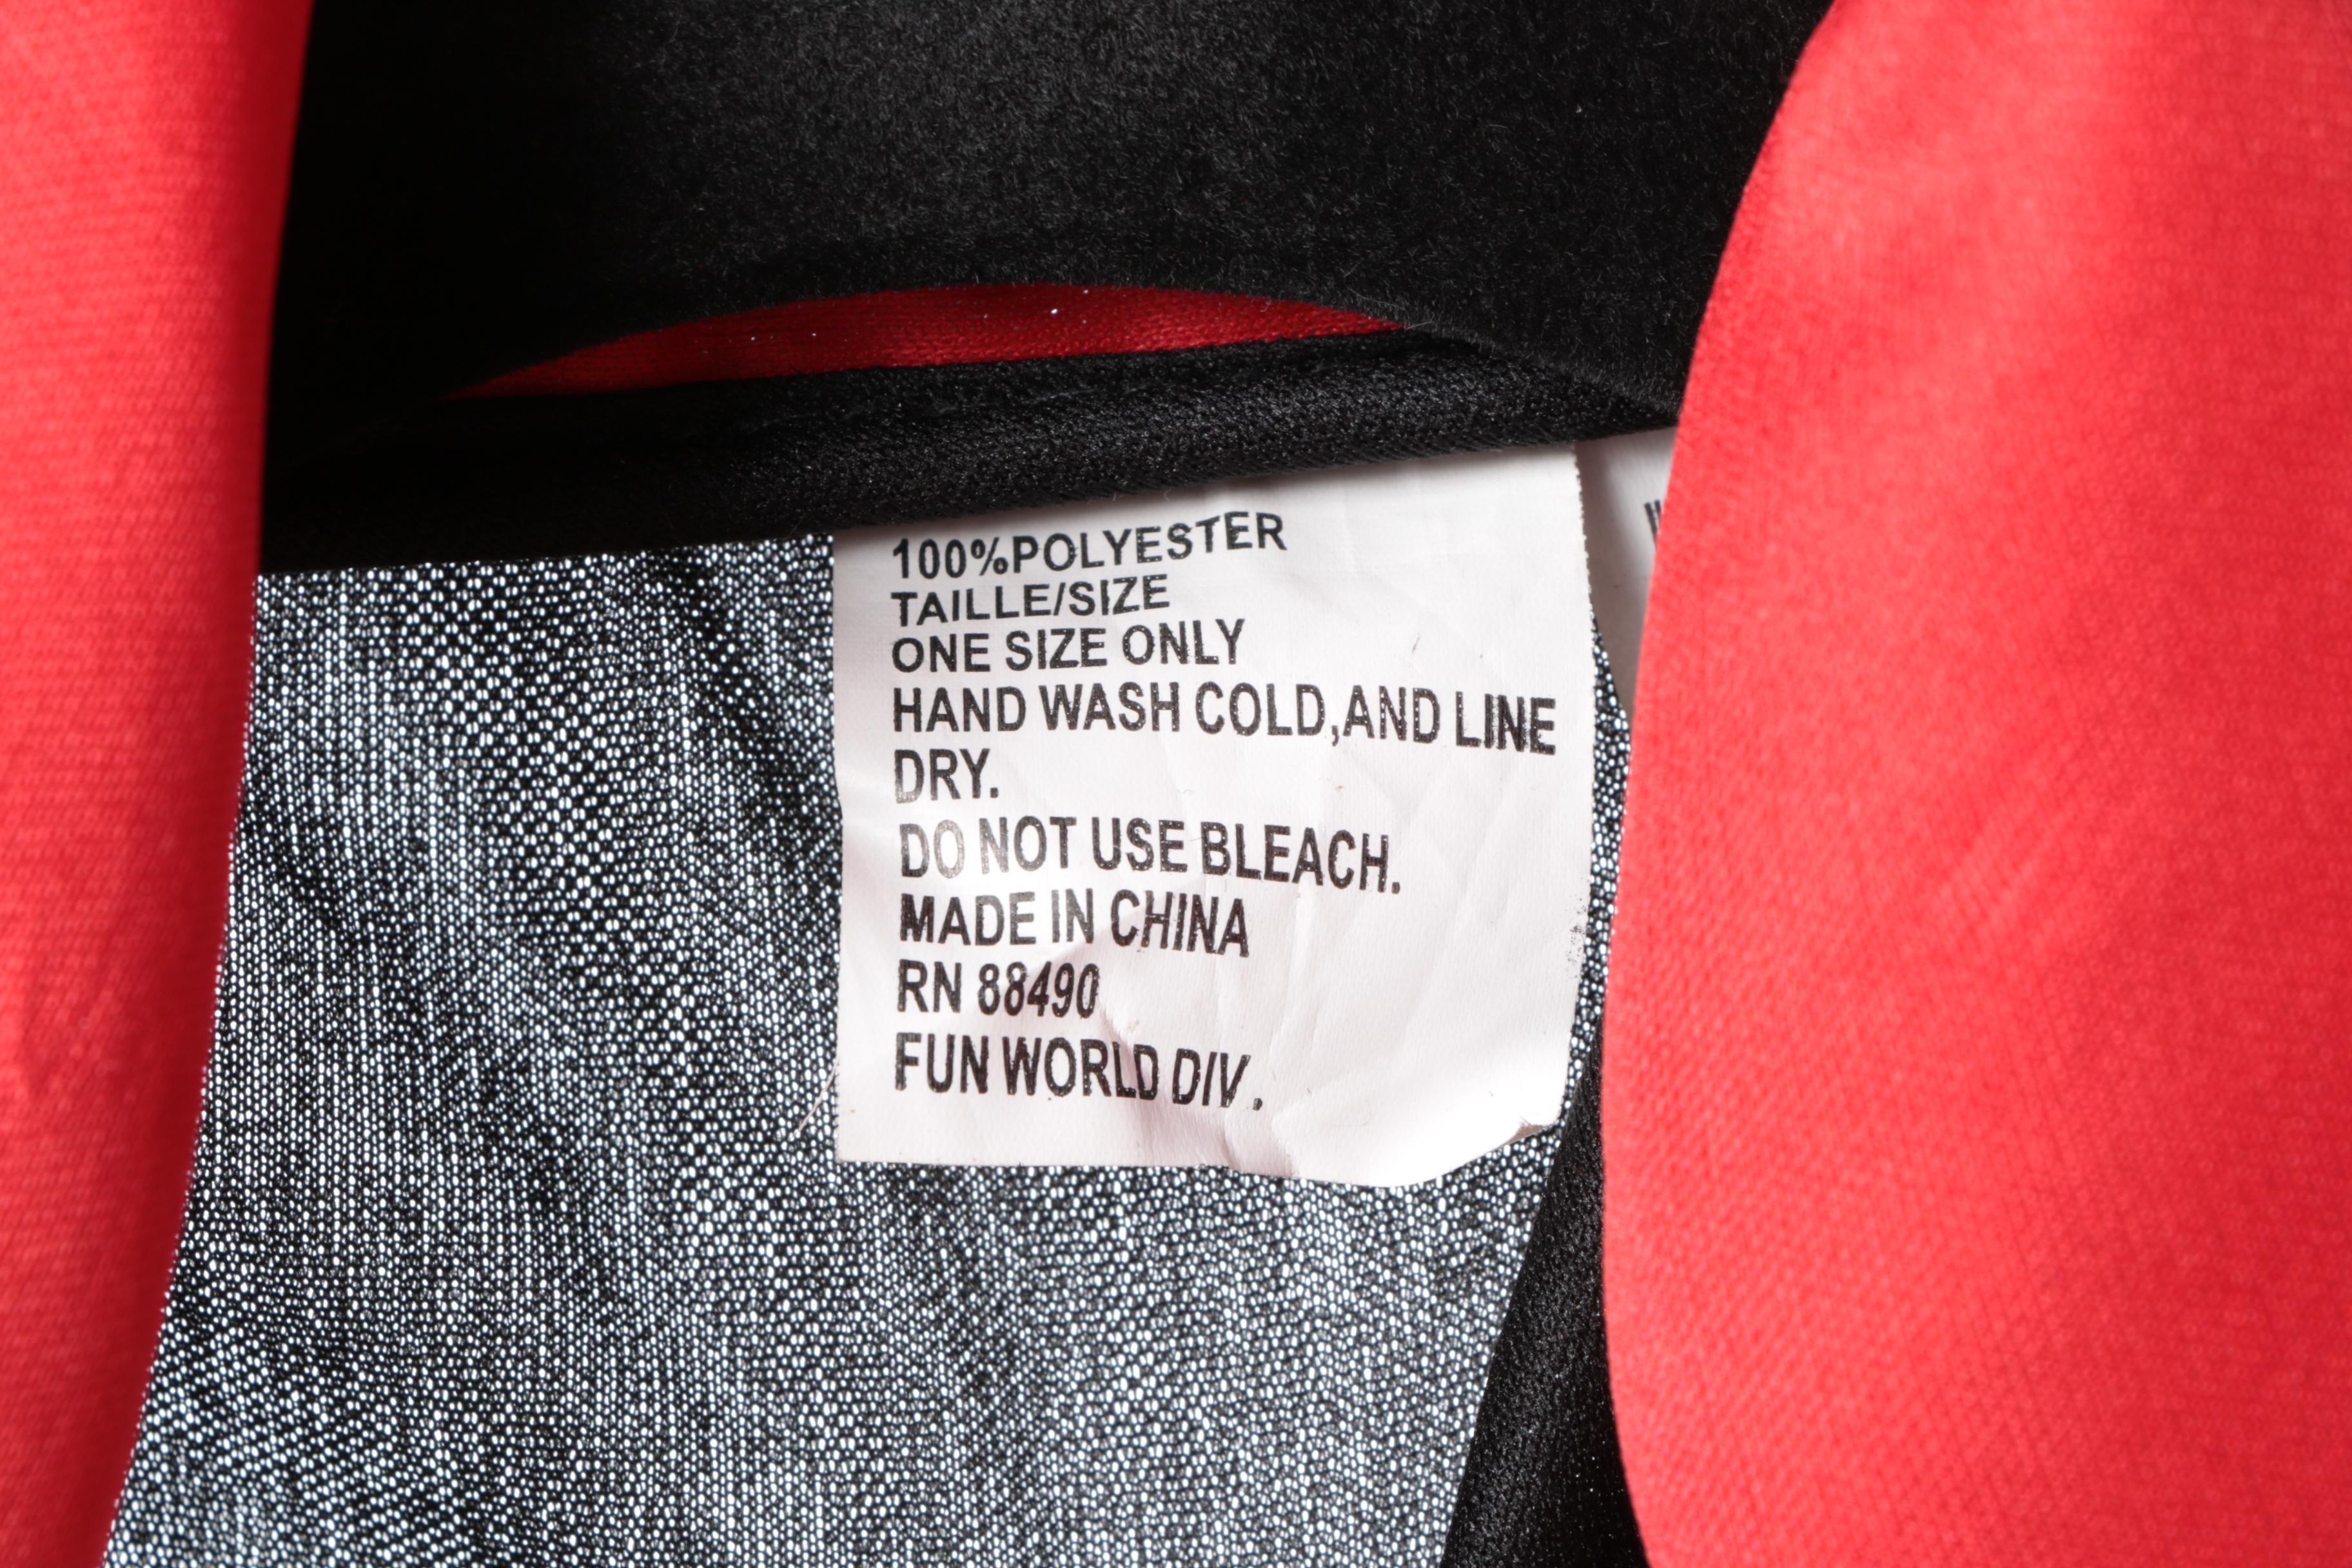 100%POLYESTER
TAILLE/SIZE
ONE SIZE ONLY
HAND WASH COLD,AND LINE
DRY.
DO NOT USE BLEACH.
MADE IN CHINA
RN 88490
FUN WORLD DIV.